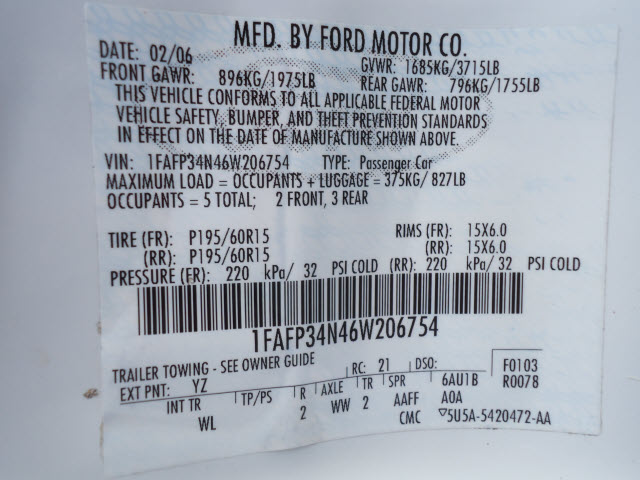 MFD. BY FORD MOTOR CO.
DATE: 02/06 GVWR: 1685KG/3715LB
FRONT GAWR: 896KG/1975LB REAR GAWR: 796KG/1755LB
THIS VEHICLE CONFORMS TO ALL APPLICABLE FEDERAL MOTOR
VEHICLE SAFETY, BUMPER, AND THEFT PREVENTION STANDARDS
IN EFFECT ON THE DATE OF MANUFACTURE SHOWN ABOVE.
VIN: 1FAFP34N46W206754 TYPE: Passenger Car
MAXIMUM LOAD = OCCUPANTS + LUGGAGE = 375KG/ 827LB
OCCUPANTS = 5 TOTAL; 2 FRONT, 3 REAR
TIRE (FR): P195/60R15 RIMS (FR): 15X6.0
(RR): P195/60R15 (RR): 15X6.0
PRESSURE (FR): 220 kPa/ 32 PSI COLD (RR): 220 kPa/ 32 PSI COLD
1FAFP34N46W206754
TRAILER TOWING - SEE OWNER GUIDE RC: 21 DSO: F0103
EXT PNT: YZ 6AU1B R0078
INT TR TP/PS R AXLE TR SPR A0A
WL 2 WW 2 AAFF
CMC ▽5U5A-5420472-AA